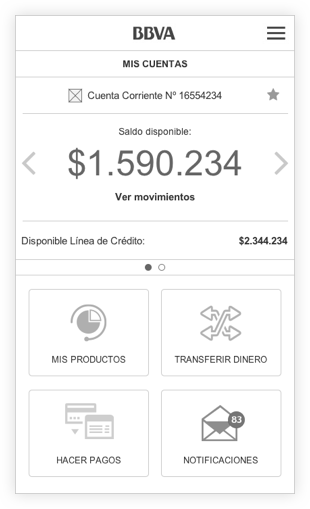 BBVA
MIS CUENTAS
Cuenta Corriente Nº 16554234
Saldo disponible:
$1.590.234
Ver movimientos
Disponible Línea de Crédito: $2.344.234
MIS PRODUCTOS
TRANSFERIR DINERO
83
HACER PAGOS
NOTIFICACIONES